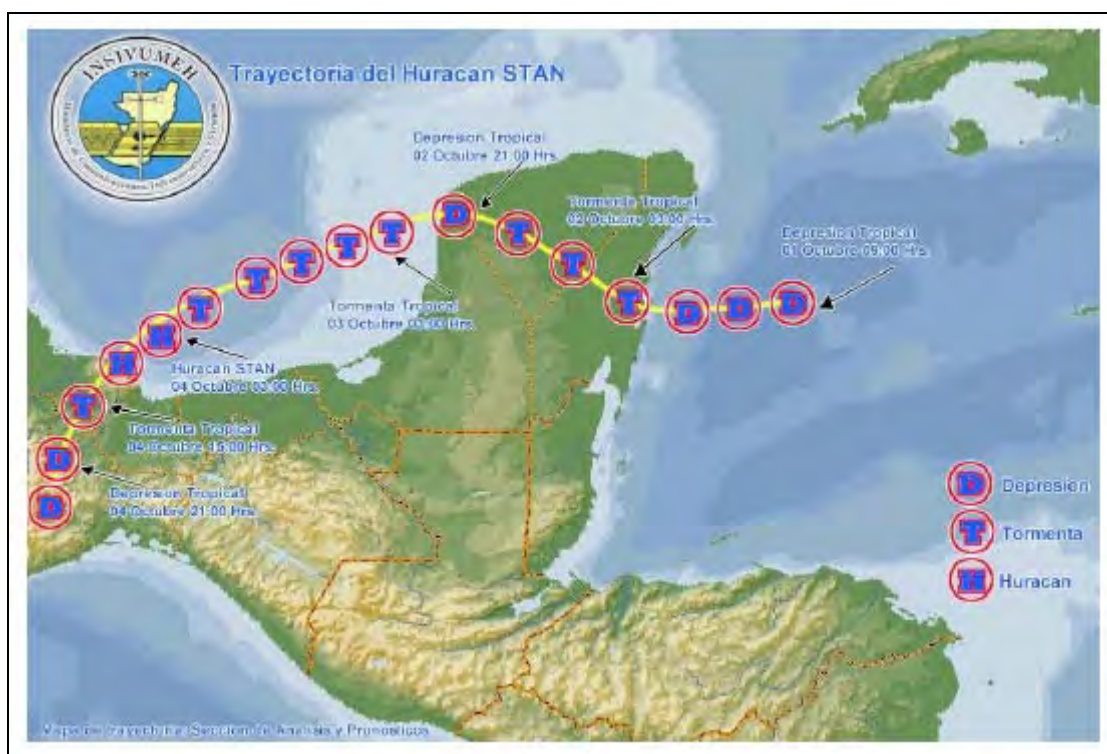 INSIVUMEH
Trayectoria del Huracan STAN
Depresion Tropical
02 Octubre 21:00 Hrs.
Tormenta Tropical
02 Octubre 03:00 Hrs.
Depresion Tropical
01 Octubre 09:00 Hrs.
Tormenta Tropical
03 Octubre 03:00 Hrs.
Huracan STAN
04 Octubre 03:00 Hrs.
Tormenta Tropical
04 Octubre 15:00 Hrs.
Depresion Tropical
04 Octubre 21:00 Hrs.
D
D
T
H
H
T
T
T
T
T
D
T
T
T
D
D
D
D Depresion
T Tormenta
H Huracan
Mapa de trayectoria: Seccion de Analisis y Pronosticos